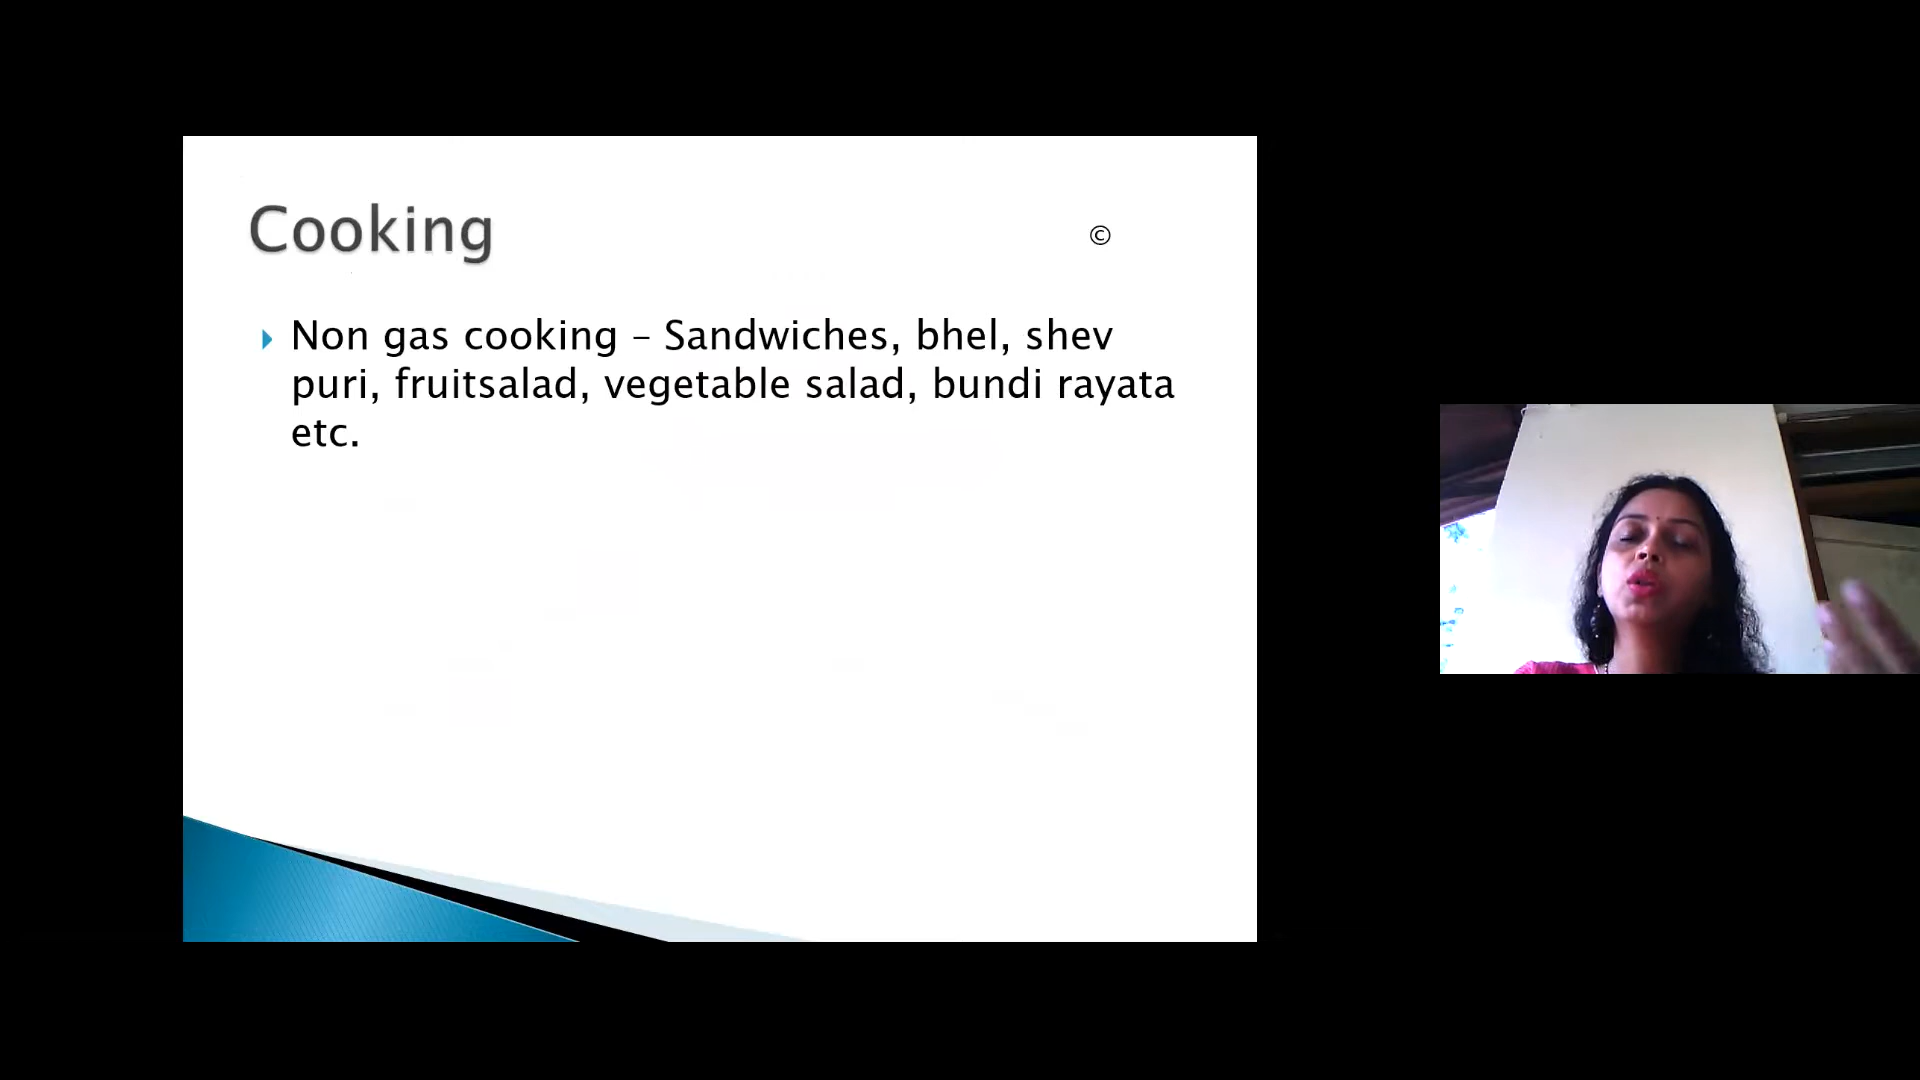 Cooking
©
Non gas cooking – Sandwiches, bhel, shev
puri, fruitsalad, vegetable salad, bundi rayata
etc.